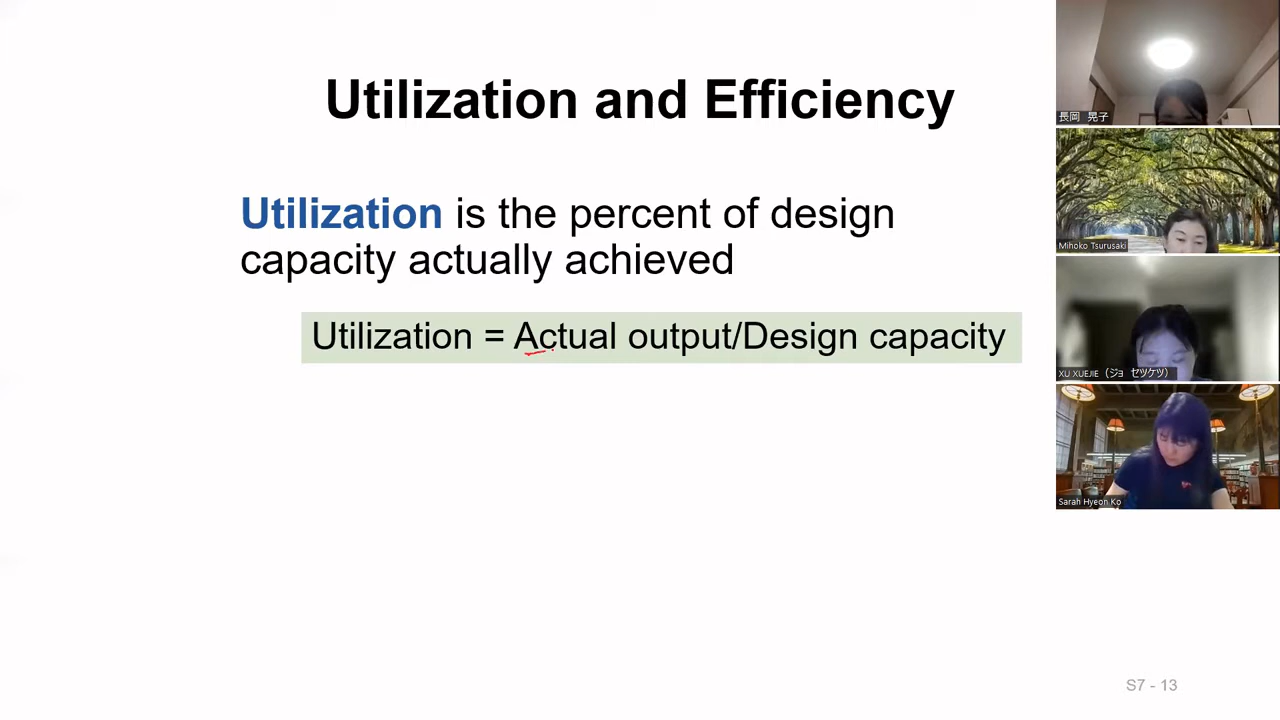 Utilization and Efficiency
Utilization is the percent of design
capacity actually achieved
Utilization = Actual output/Design capacity
S7 - 13
長岡 晃子
Mihoko Tsurusaki
XU XUEJIE（ジョ セツケツ）
Sarah Hyeon Ko